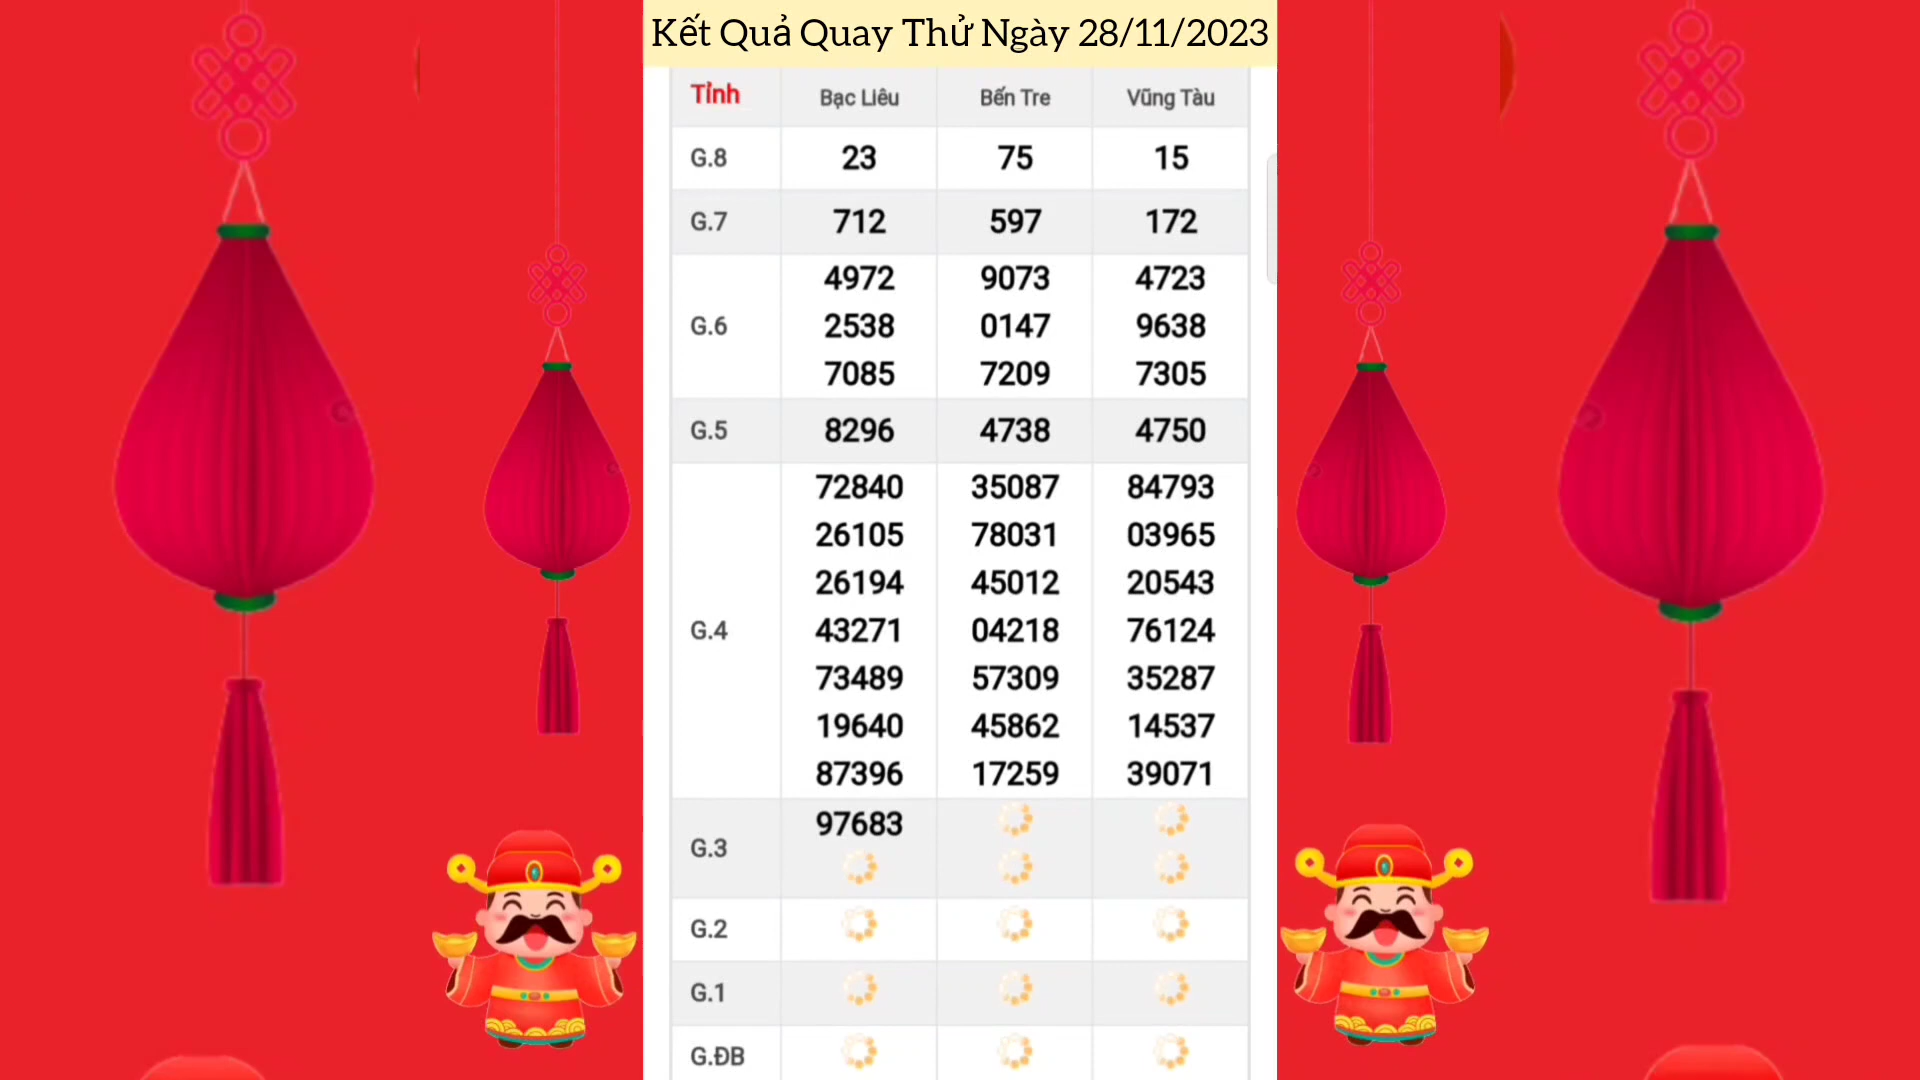 Kết Quả Quay Thử Ngày 28/11/2023
Tỉnh Bạc Liêu Bến Tre Vũng Tàu
G.8 23 75 15
G.7 712 597 172
4972 9073 4723
G.6 2538 0147 9638
7085 7209 7305
G.5 8296 4738 4750
72840 35087 84793
26105 78031 03965
26194 45012 20543
G.4 43271 04218 76124
73489 57309 35287
19640 45862 14537
87396 17259 39071
97683
G.3
G.2
G.1
G.ĐB